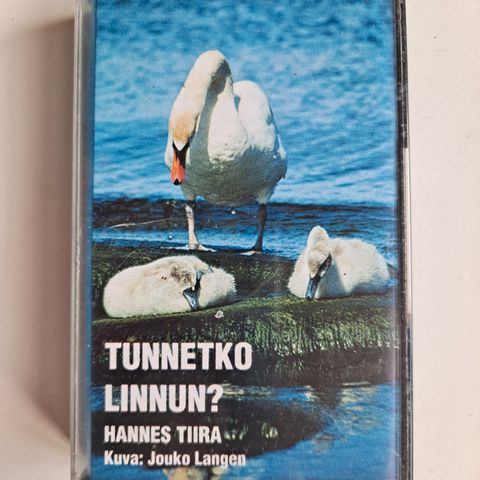 TUNNETKO
LINNUN?
HANNES TIIRA
Kuva: Jouko Langen